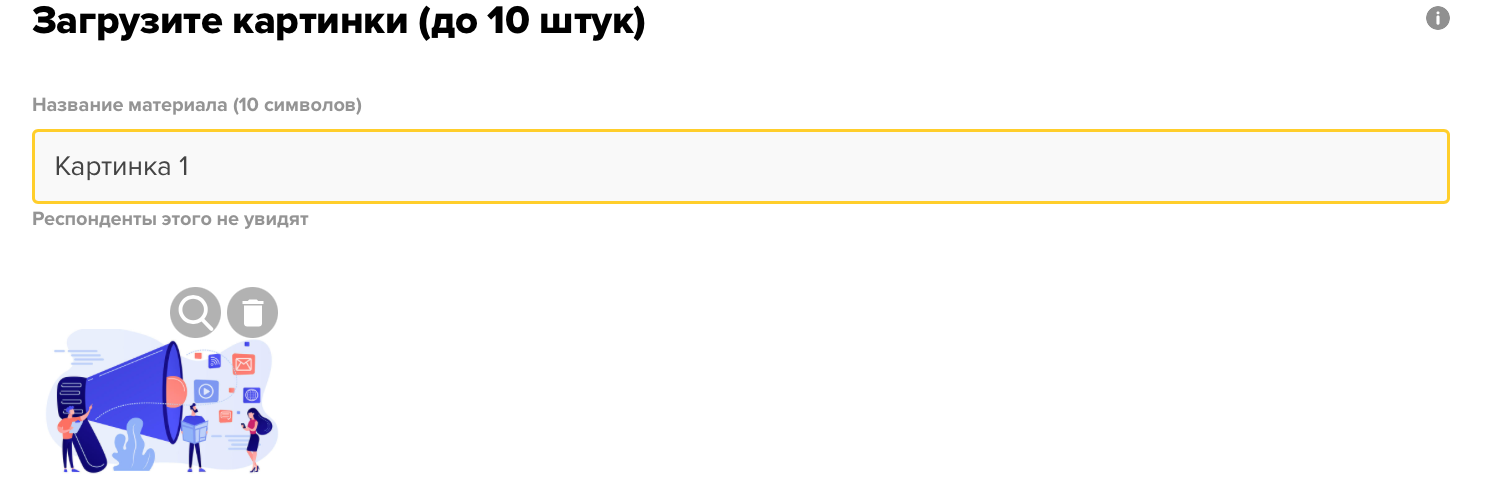 Загрузите картинки (до 10 штук)
Название материала (10 символов)
Картинка 1
Респонденты этого не увидят